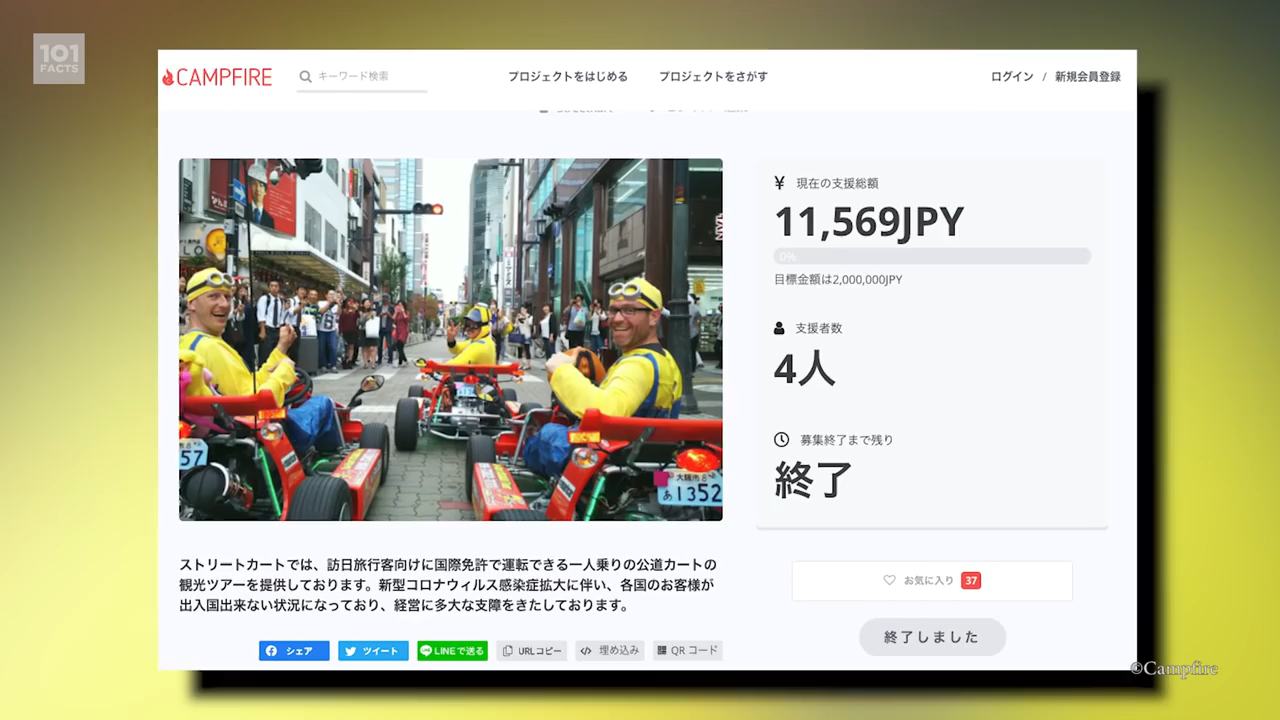 101
FACTS
CAMPFIRE
キーワード検索
プロジェクトをはじめる
プロジェクトをさがす
ログイン / 新規会員登録
¥ 現在の支援総額
11,569JPY
0%
目標金額は2,000,000JPY
支援者数
4人
募集終了まで残り
終了
57
大阪市
あ1352
ストリートカートでは、訪日旅行客向けに国際免許で運転できる一人乗りの公道カートの
観光ツアーを提供しております。新型コロナウィルス感染症拡大に伴い、各国のお客様が
出入国出来ない状況になっており、経営に多大な支障をきたしております。
お気に入り 37
終了しました
シェア
ツイート
LINEで送る
URLコピー
埋め込み
QR コード
©Campfire